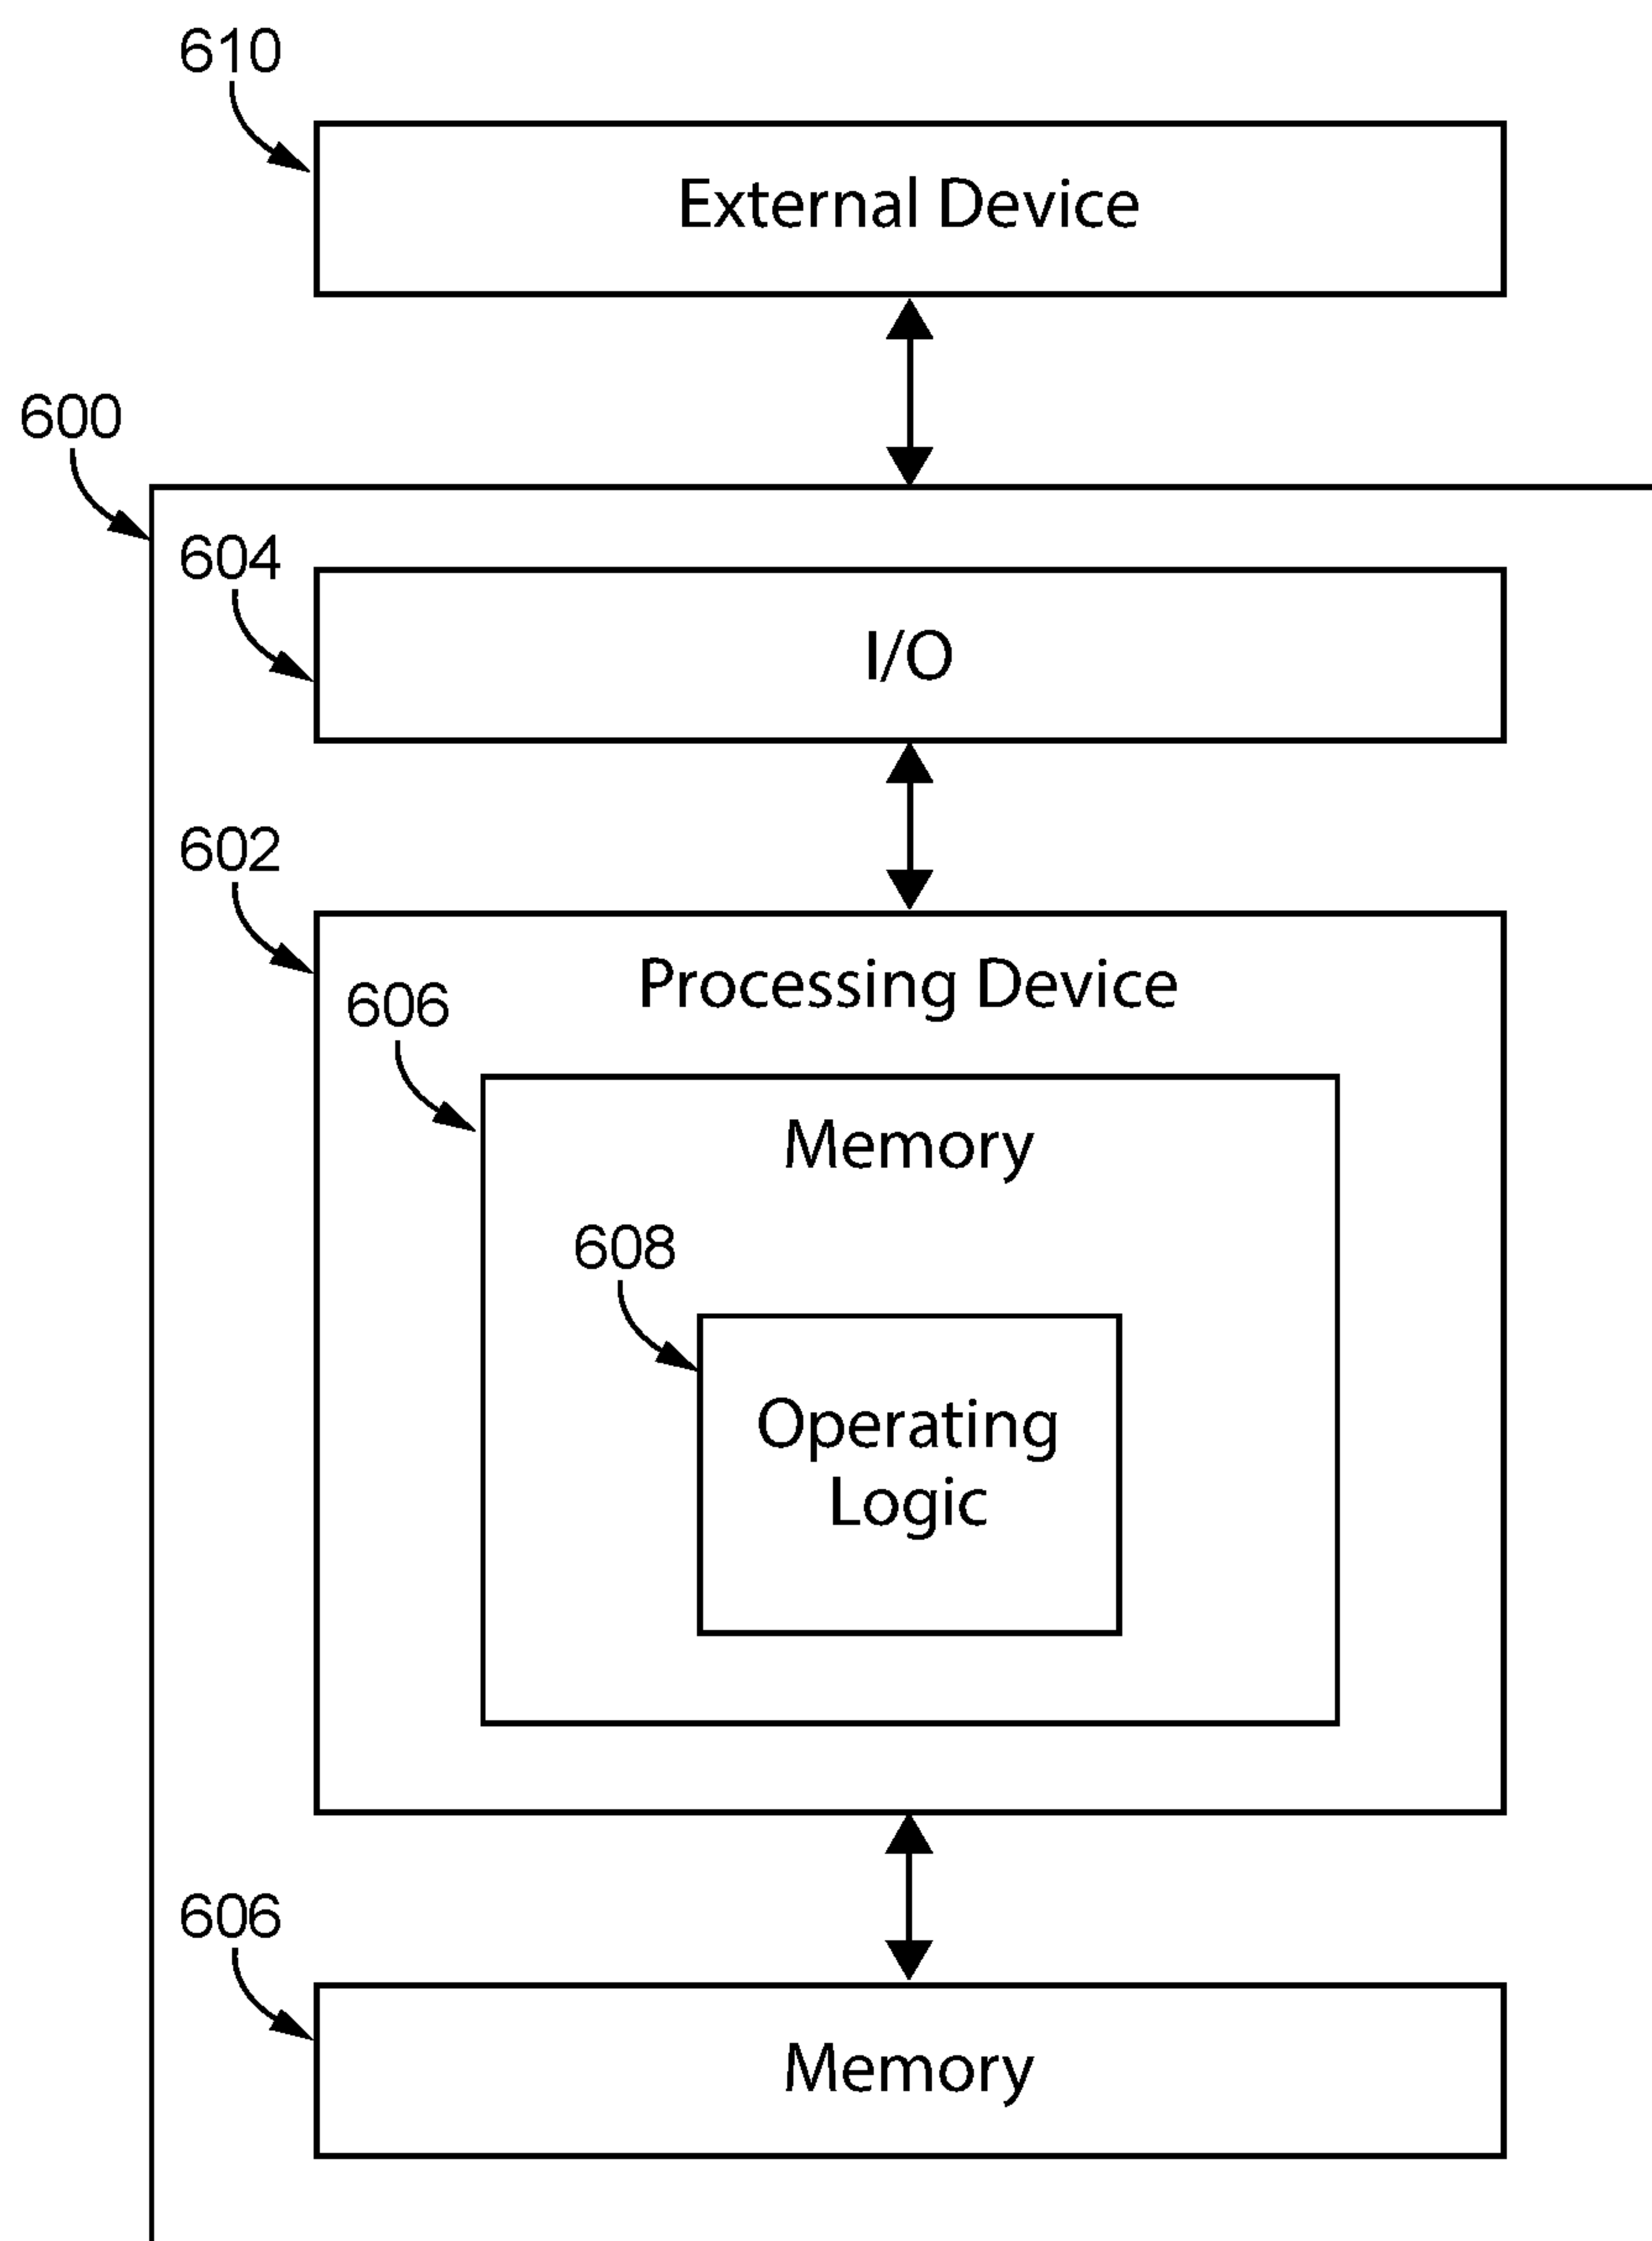 610
External Device
600
604
I/O
602
Processing Device
606
Memory
608
Operating
Logic
606
Memory